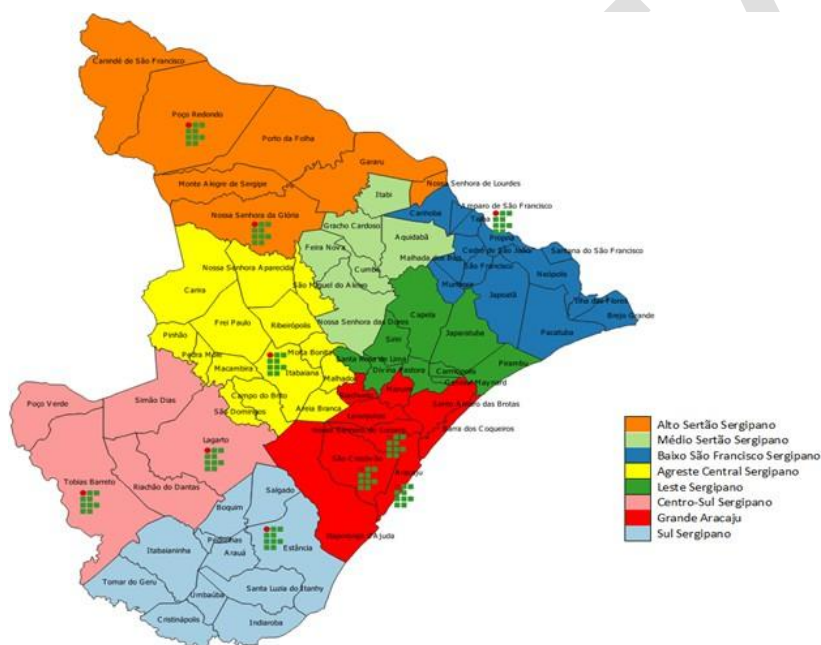 Canindé de São Francisco
Poço Redondo
Porto da Folha
Gararu
Monte Alegre de Sergipe
Nossa Senhora de Lourdes
Itabi
Nossa Senhora da Glória
Amparo de São Francisco
Canhoba
Telha
Gracho Cardoso
Aquidabã
Propriá
Feira Nova
Cedro de São João
Santana do São Francisco
Malhada dos Bois
São Francisco
Nossa Senhora Aparecida
Cumbe
Neópolis
São Miguel do Aleixo
Muribeca
Japoatã
Carira
Ilha das Flores
Brejo Grande
Capela
Frei Paulo
Ribeirópolis
Nossa Senhora das Dores
Japaratuba
Pacatuba
Pinhão
Siriri
Moita Bonita
Santa Rosa de Lima
Pirambu
Pedra Mole
Macambira
Itabaiana
Divina Pastora
Carmópolis
Malhador
General Maynard
Campo do Brito
Simão Dias
Poço Verde
São Domingos
Areia Branca
Santo Amaro das Brotas
Barra dos Coqueiros
Lagarto
São Cristóvão
Aracaju
Tobias Barreto
Riachão do Dantas
Salgado
Boquim
Itaporanga d'Ajuda
Pedrinhas
Estância
Itabaianinha
Arauá
Tomar do Geru
Santa Luzia do Itanhy
Umbaúba
Cristinápolis
Indiaroba
Alto Sertão Sergipano
Médio Sertão Sergipano
Baixo São Francisco Sergipano
Agreste Central Sergipano
Leste Sergipano
Centro-Sul Sergipano
Grande Aracaju
Sul Sergipano